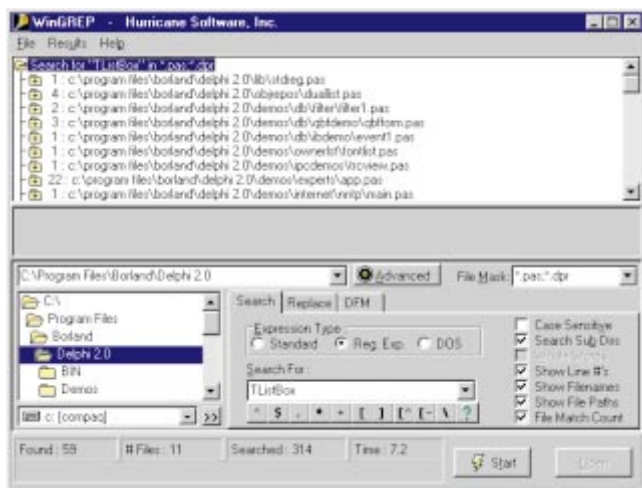 WinGREP - Hurricane Software, Inc.
File Results Help
Search for "TListBox" in *.pas;*.dpr
1 : c:\program files\borland\delphi 2.0\lib\stdreg.pas
4 : c:\program files\borland\delphi 2.0\objrepos\duallist.pas
2 : c:\program files\borland\delphi 2.0\demos\db\filter\filter1.pas
3 : c:\program files\borland\delphi 2.0\demos\db\qbfdemo\qbfform.pas
1 : c:\program files\borland\delphi 2.0\demos\db\ibdemo\event1.pas
1 : c:\program files\borland\delphi 2.0\demos\ownerlst\fontlist.pas
1 : c:\program files\borland\delphi 2.0\demos\ipcdemos\ircview.pas
22 : c:\program files\borland\delphi 2.0\demos\experts\app.pas
1 : c:\program files\borland\delphi 2.0\demos\internet\nntp\main.pas
C:\Program Files\Borland\Delphi 2.0
Advanced
File Mask: *.pas;*.dpr
C:\
Program Files
Borland
Delphi 2.0
BIN
Demos
c: [compaq]
>>
Search Replace DFM
Expression Type :
Standard Reg. Exp. DOS
Search For :
TListBox
^ $ . * + [ ] [^ [- \ ?
Case Sensitive
Search Sub Dirs
Whole Words
Show Line #'s
Show Filenames
Show File Paths
File Match Count
Found : 59 # Files : 11 Searched : 314 Time : 7.2
Start